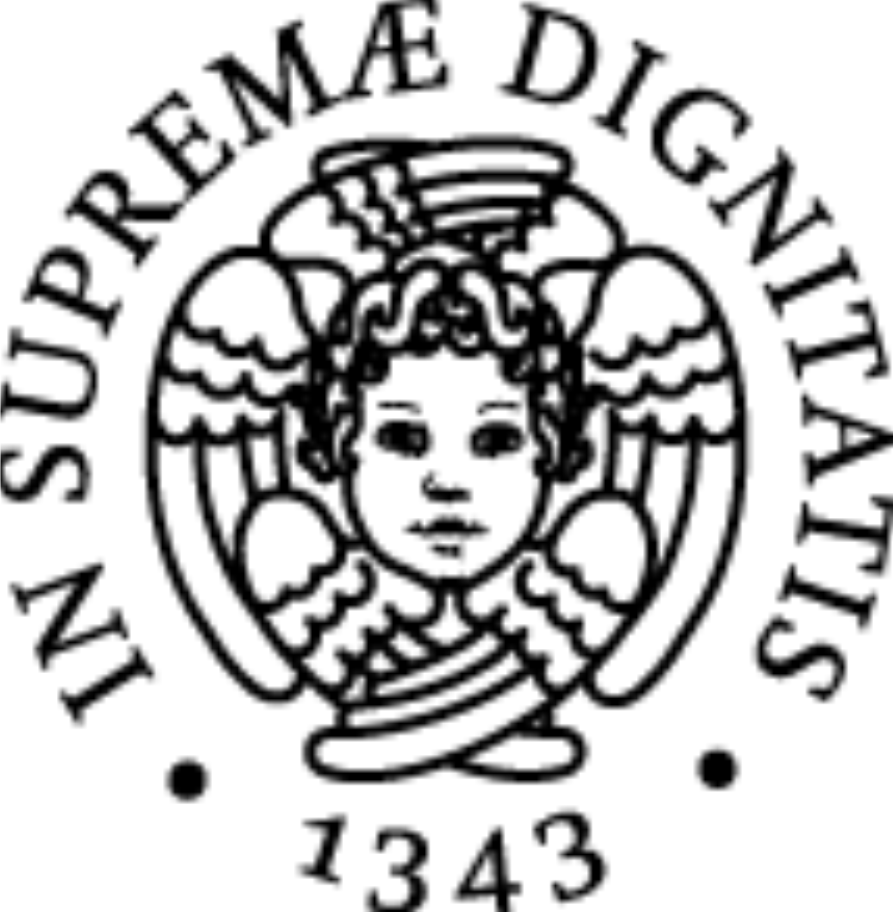 IN SUPREMÆ DIGNITATIS
• 1343 •